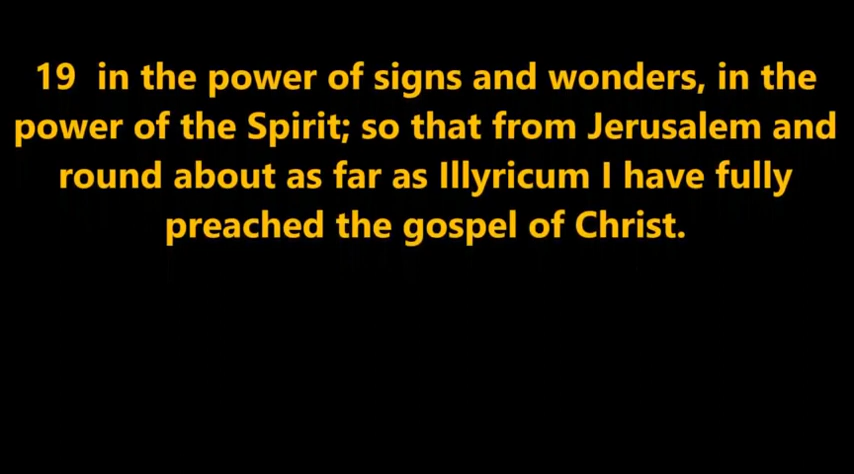 19  in the power of signs and wonders, in the
power of the Spirit; so that from Jerusalem and
round about as far as Illyricum I have fully
preached the gospel of Christ.